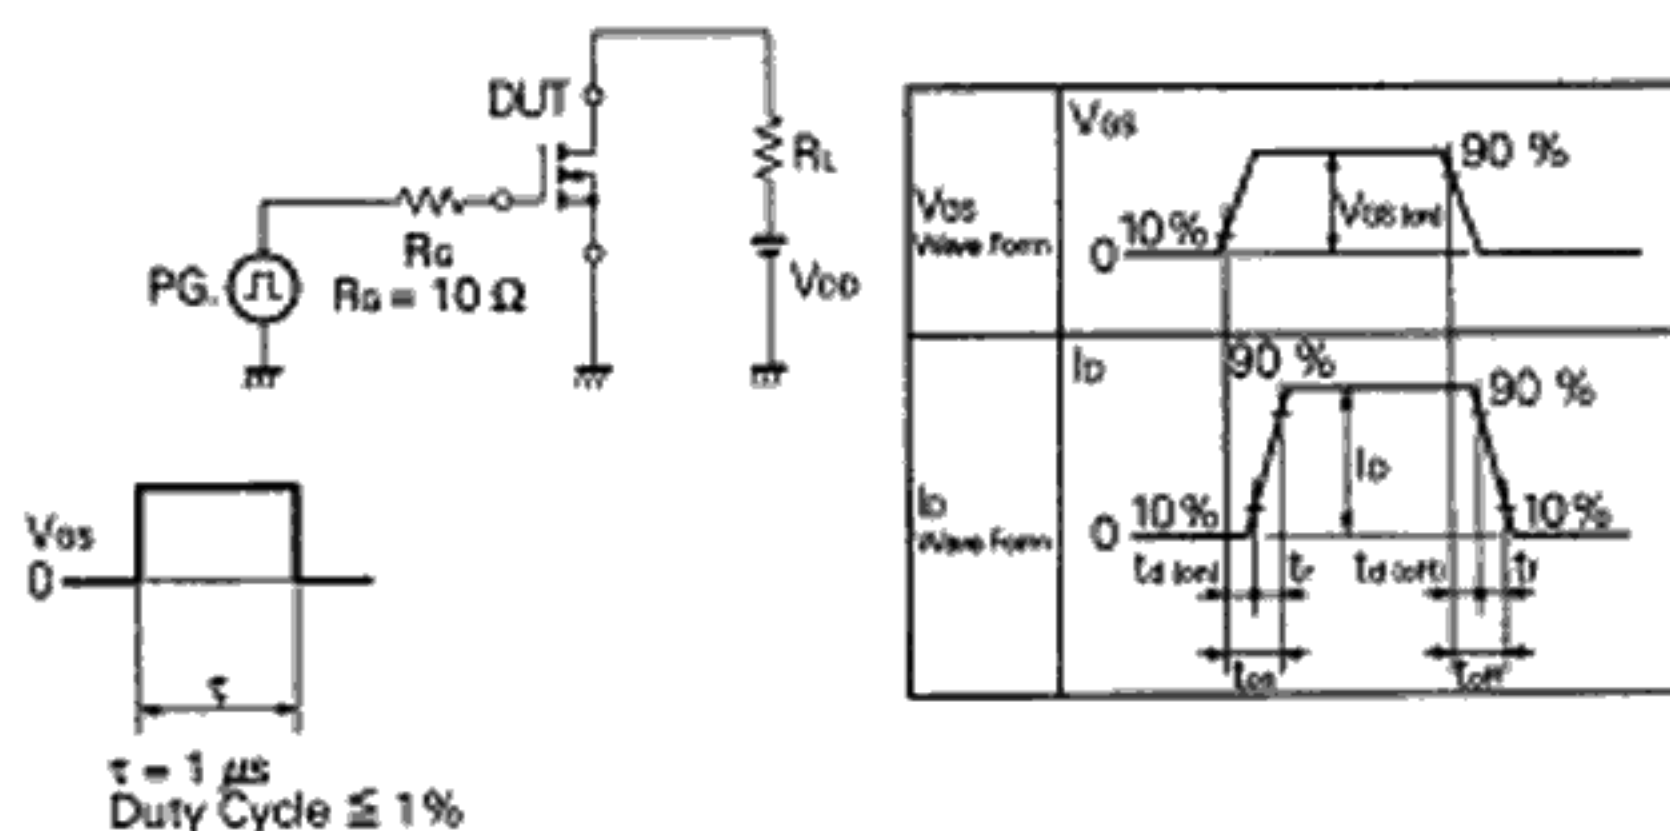 DUT
RL
RG
PG.
RG = 10 Ω
VDD
VGS
0
τ
τ = 1 μs
Duty Cycle ≦ 1%
VGS
Wave Form
VGS
90 %
10%
VGS (on)
0
ID
Wave Form
ID
90 %
90 %
ID
10%
10%
0
td (on)
tr
td (off)
tf
ton
toff